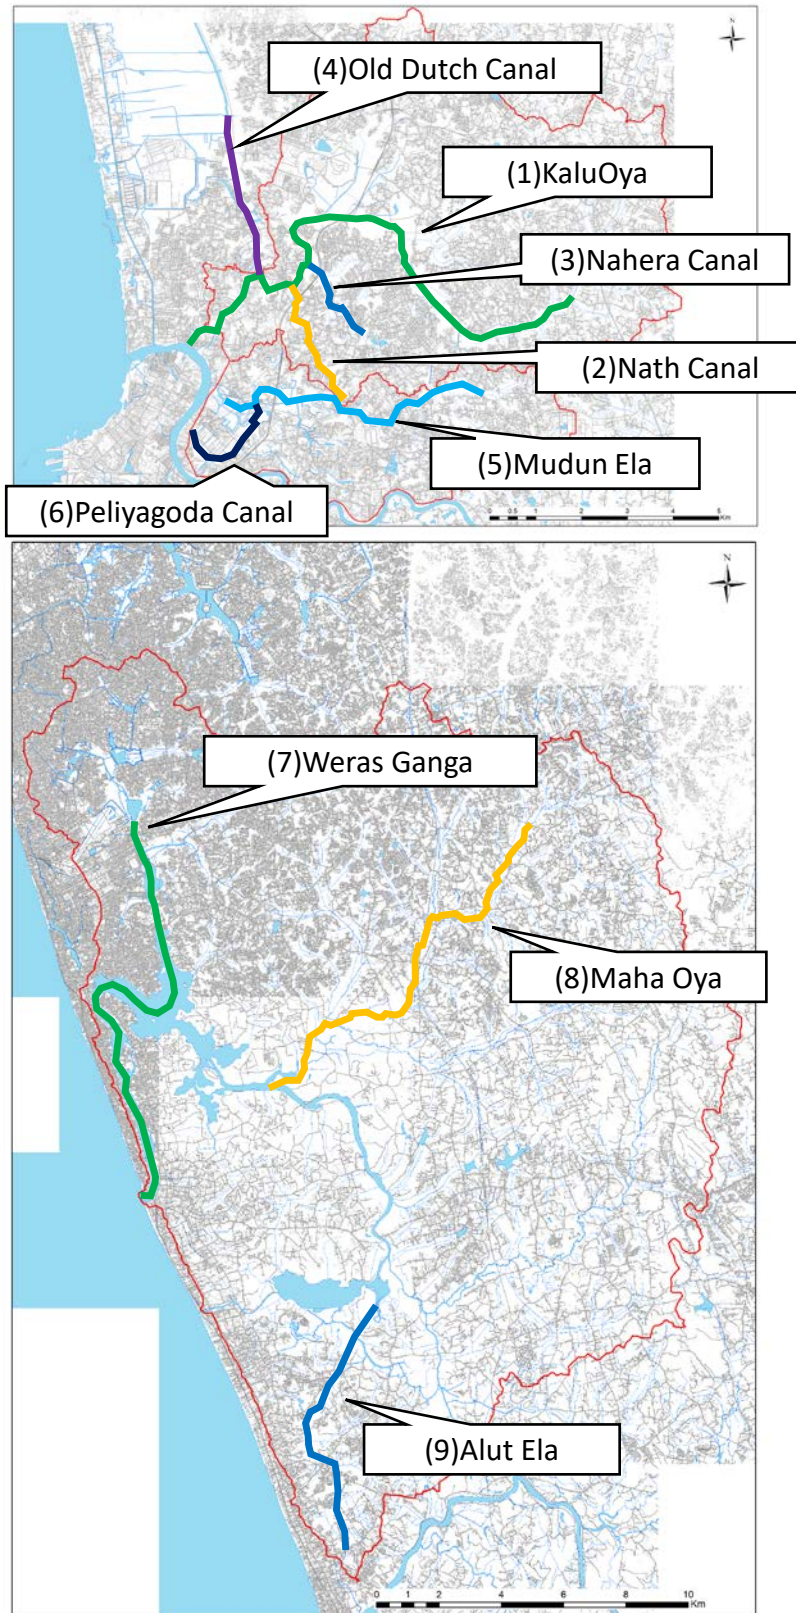 N
(4)Old Dutch Canal
(1)KaluOya
(3)Nahera Canal
(2)Nath Canal
(5)Mudun Ela
(6)Peliyagoda Canal
0 0.5 1 2 3 4 5
Km
N
(7)Weras Ganga
(8)Maha Oya
(9)Alut Ela
0 1 2 4 6 8 10
Km